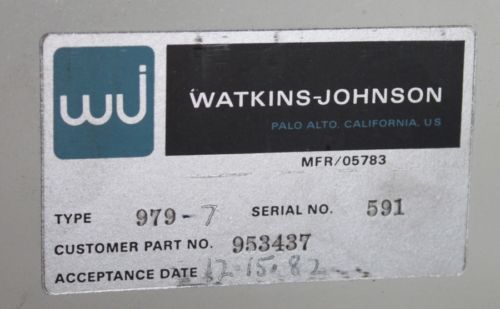 wj
WATKINS-JOHNSON
PALO ALTO, CALIFORNIA, US
MFR/05783
TYPE 979-7 SERIAL NO. 591
CUSTOMER PART NO. 953437
ACCEPTANCE DATE 12-15.82